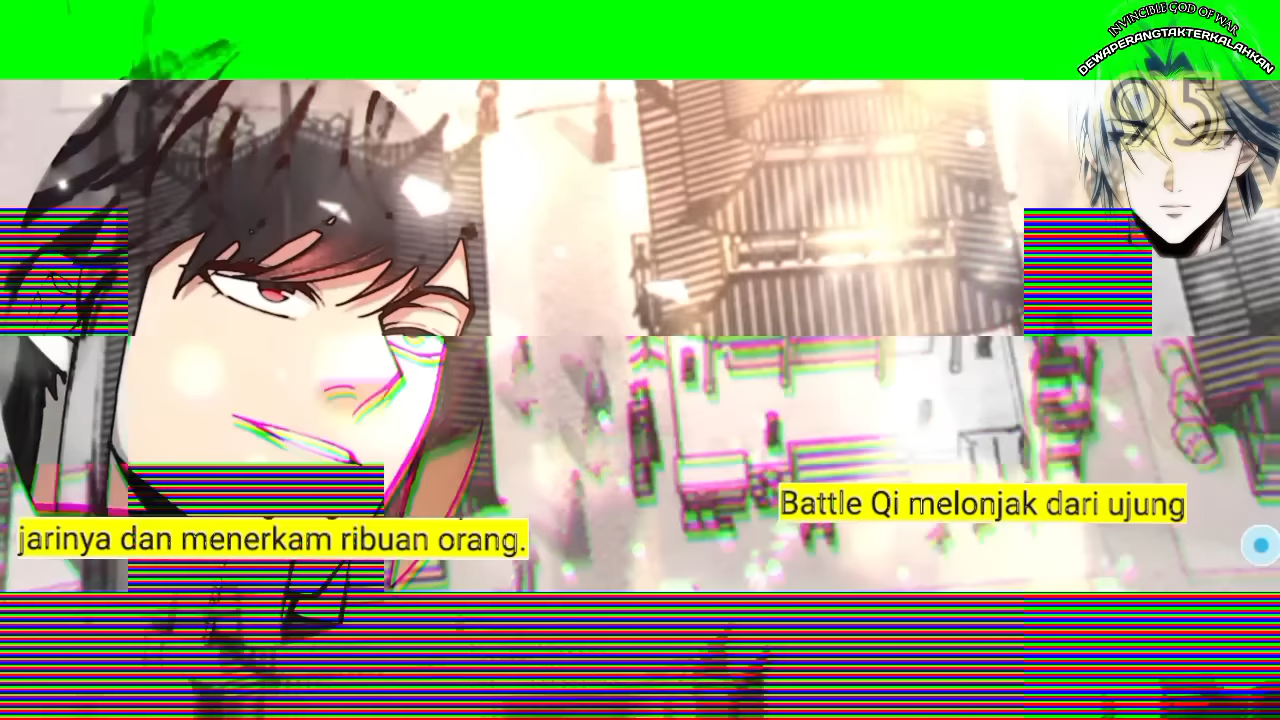 INVINCIBLE GOD OF WAR
DEWAPERANGTAKTERKALAHKAN
95
Battle Qi melonjak dari ujung
jarinya dan menerkam ribuan orang.